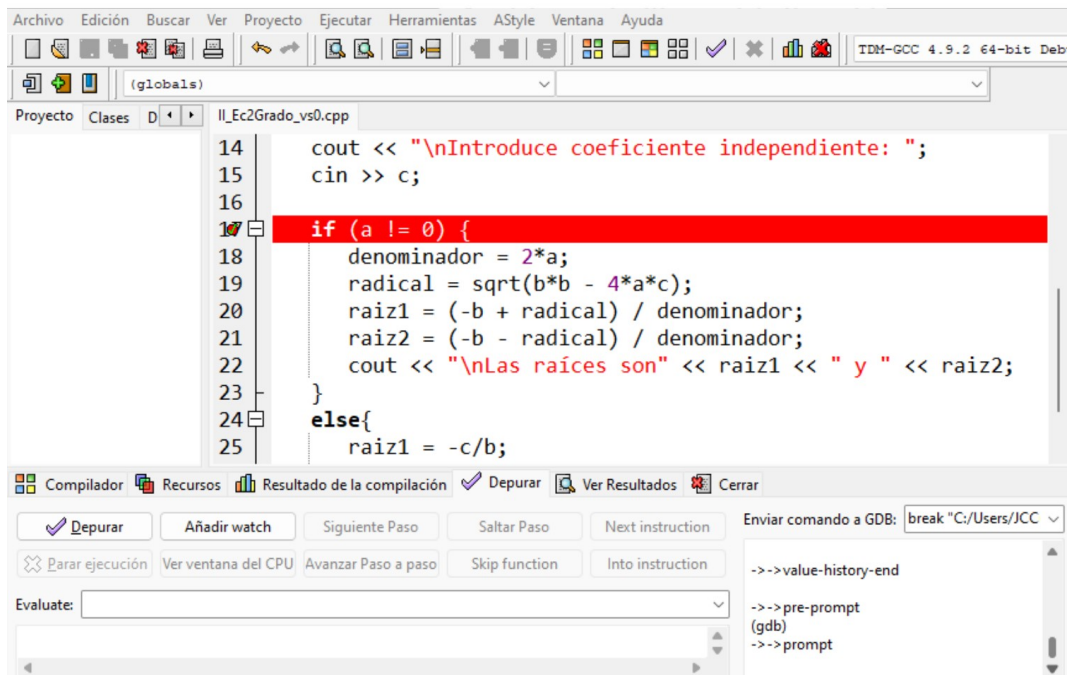 Archivo Edición Buscar Ver Proyecto Ejecutar Herramientas AStyle Ventana Ayuda
TDM-GCC 4.9.2 64-bit Deb
(globals)
Proyecto Clases D II_Ec2Grado_vs0.cpp
14 cout << "\nIntroduce coeficiente independiente: ";
15 cin >> c;
16
17 if (a != 0) {
18 denominador = 2*a;
19 radical = sqrt(b*b - 4*a*c);
20 raiz1 = (-b + radical) / denominador;
21 raiz2 = (-b - radical) / denominador;
22 cout << "\nLas raíces son" << raiz1 << " y " << raiz2;
23 }
24 else{
25 raiz1 = -c/b;
Compilador Recursos Resultado de la compilación Depurar Ver Resultados Cerrar
Depurar Añadir watch Siguiente Paso Saltar Paso Next instruction
Parar ejecución Ver ventana del CPU Avanzar Paso a paso Skip function Into instruction
Evaluate:
Enviar comando a GDB: break "C:/Users/JCC
->->value-history-end
->->pre-prompt
(gdb)
->->prompt